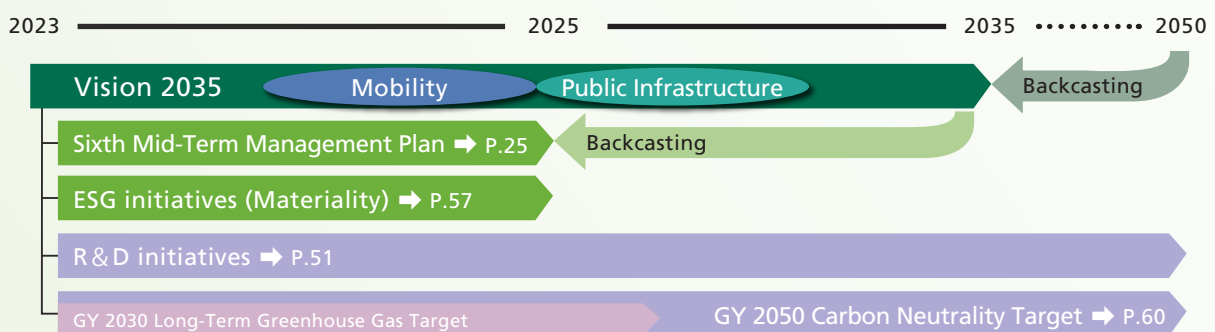 2023 2025 2035 2050
Vision 2035 Mobility Public Infrastructure Backcasting
Sixth Mid-Term Management Plan ➡ P.25 Backcasting
ESG initiatives (Materiality) ➡ P.57
R&D initiatives ➡ P.51
GY 2030 Long-Term Greenhouse Gas Target GY 2050 Carbon Neutrality Target ➡ P.60